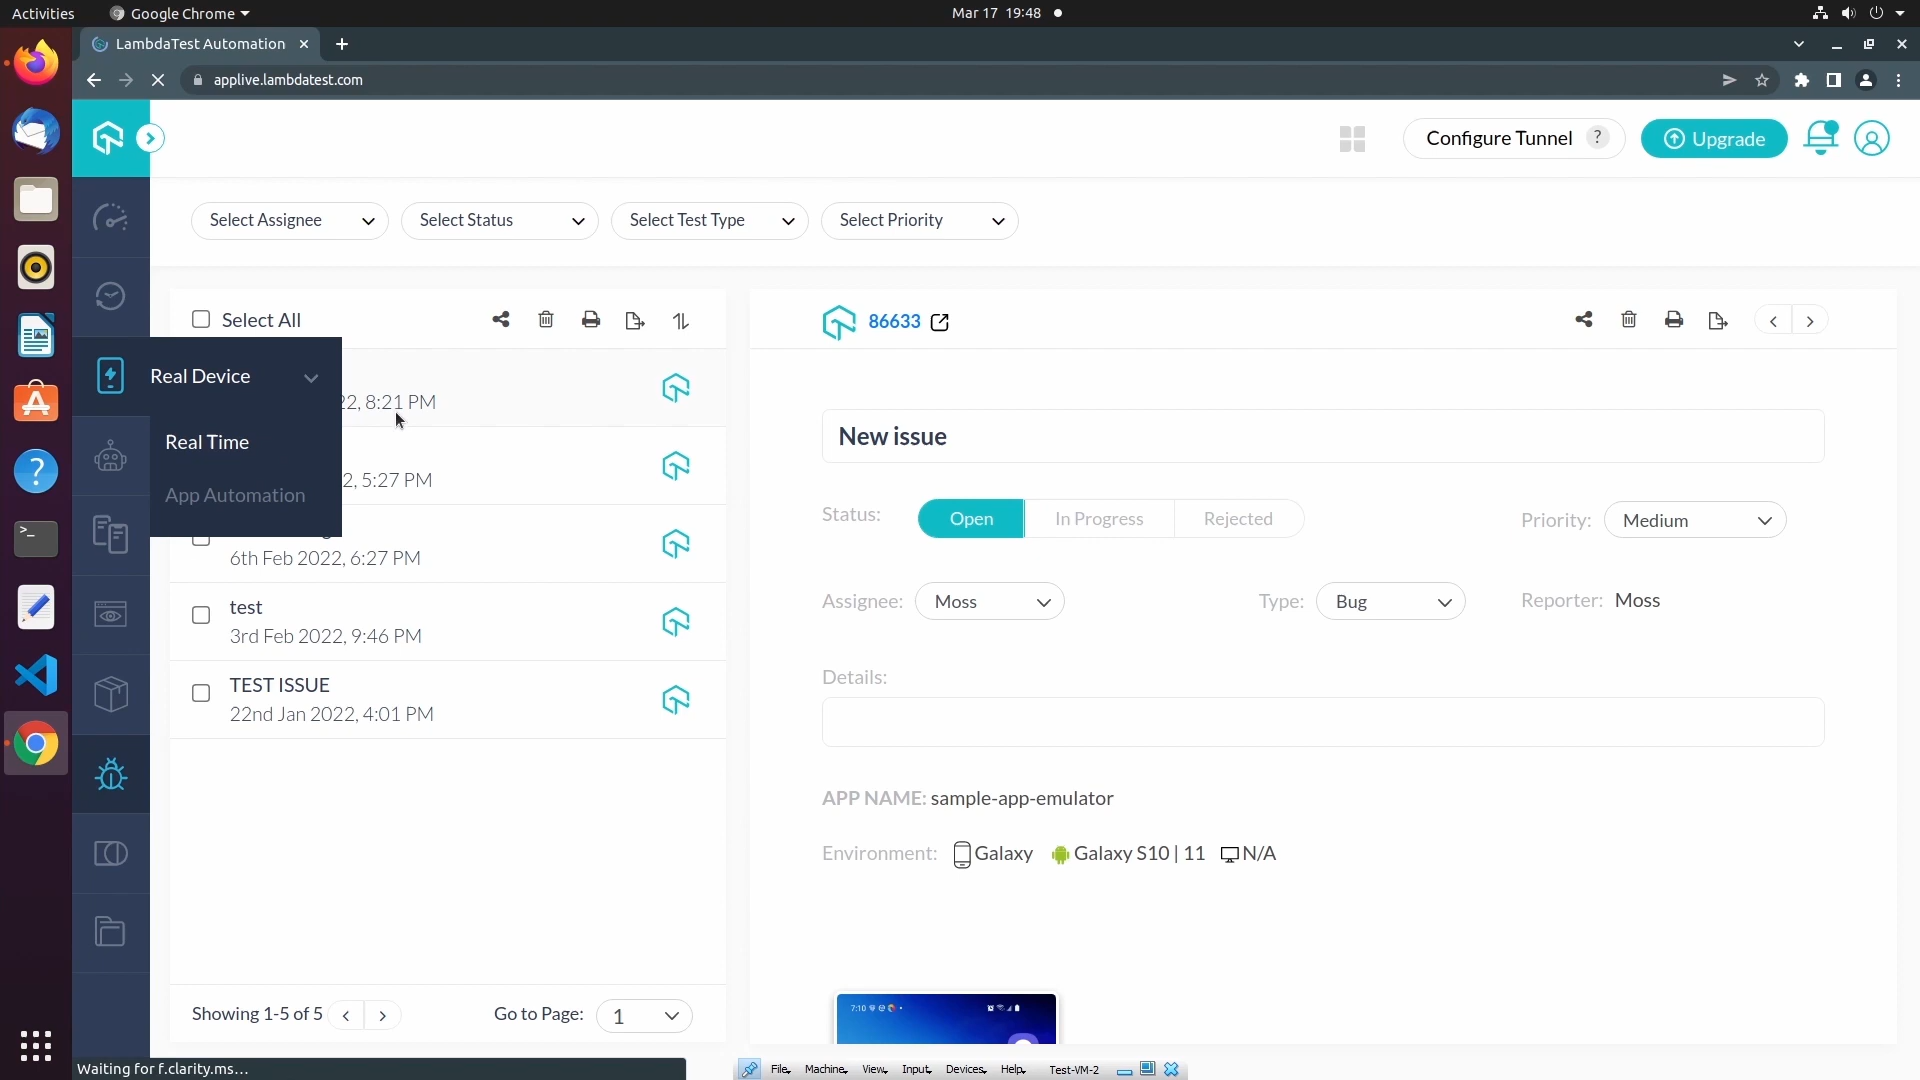 Activities
Google Chrome
Mar 17 19:48
LambdaTest Automation
applive.lambdatest.com
Configure Tunnel ?
Upgrade
Select Assignee
Select Status
Select Test Type
Select Priority
Select All
86633
Real Device
22, 8:21 PM
Real Time
2, 5:27 PM
App Automation
6th Feb 2022, 6:27 PM
test
3rd Feb 2022, 9:46 PM
TEST ISSUE
22nd Jan 2022, 4:01 PM
New issue
Status:
Open
In Progress
Rejected
Priority:
Medium
Assignee:
Moss
Type:
Bug
Reporter: Moss
Details:
APP NAME: sample-app-emulator
Environment: Galaxy Galaxy S10 | 11 N/A
7:10
Showing 1-5 of 5
Go to Page: 1
Waiting for f.clarity.ms...
File Machine View Input Devices Help Test-VM-2